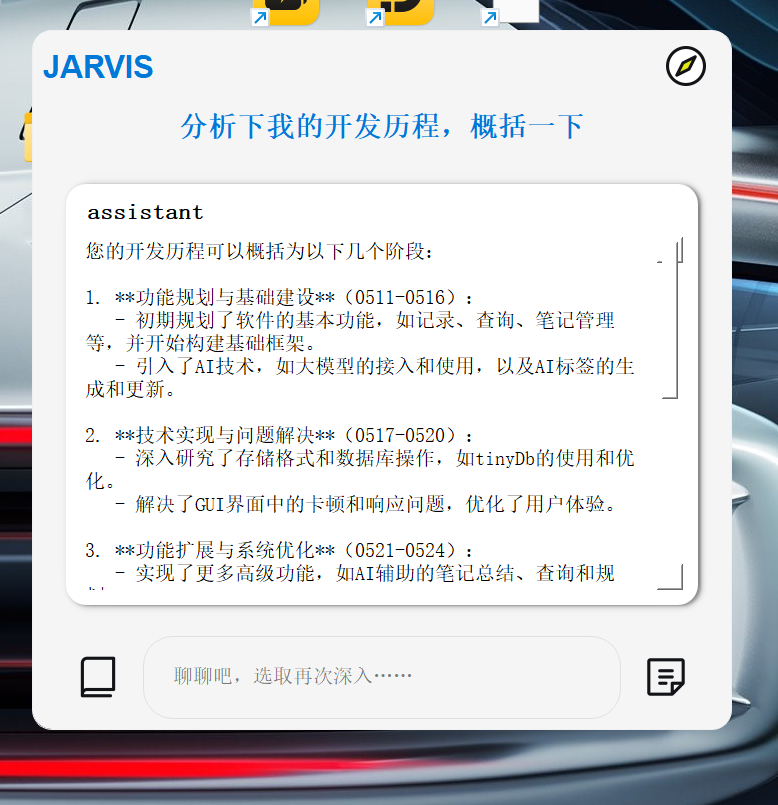 JARVIS
分析下我的开发历程，概括一下
assistant
您的开发历程可以概括为以下几个阶段：
1. **功能规划与基础建设**（0511-0516）：
- 初期规划了软件的基本功能，如记录、查询、笔记管理
等，并开始构建基础框架。
- 引入了AI技术，如大模型的接入和使用，以及AI标签的生
成和更新。
2. **技术实现与问题解决**（0517-0520）：
- 深入研究了存储格式和数据库操作，如tinyDb的使用和优
化。
- 解决了GUI界面中的卡顿和响应问题，优化了用户体验。
3. **功能扩展与系统优化**（0521-0524）：
- 实现了更多高级功能，如AI辅助的笔记总结、查询和规
聊聊吧，选取再次深入……